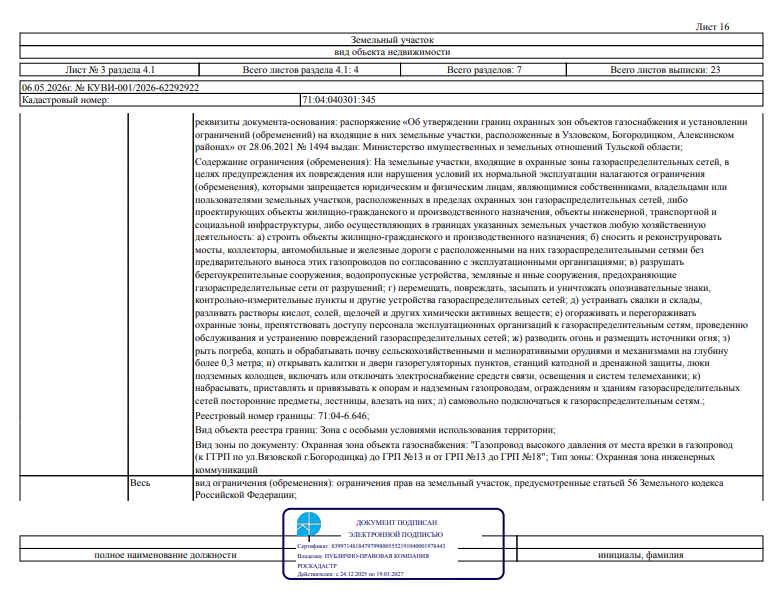 Лист 16
Земельный участок
вид объекта недвижимости
Лист № 3 раздела 4.1 Всего листов раздела 4.1: 4 Всего разделов: 7 Всего листов выписки: 23
06.05.2026г. № КУВИ-001/2026-62292922
Кадастровый номер: 71:04:040301:345
реквизиты документа-основания: распоряжение «Об утверждении границ охранных зон объектов газоснабжения и установлении
ограничений (обременений) на входящие в них земельные участки, расположенные в Узловском, Богородицком, Алексинском
районах» от 28.06.2021 № 1494 выдан: Министерство имущественных и земельных отношений Тульской области;
Содержание ограничения (обременения): На земельные участки, входящие в охранные зоны газораспределительных сетей, в
целях предупреждения их повреждения или нарушения условий их нормальной эксплуатации налагаются ограничения
(обременения), которыми запрещается юридическим и физическим лицам, являющимися собственниками, владельцами или
пользователями земельных участков, расположенных в пределах охранных зон газораспределительных сетей, либо
проектирующих объекты жилищно-гражданского и производственного назначения, объекты инженерной, транспортной и
социальной инфраструктуры, либо осуществляющих в границах указанных земельных участков любую хозяйственную
деятельность: а) строить объекты жилищно-гражданского и производственного назначения; б) сносить и реконструировать
мосты, коллекторы, автомобильные и железные дороги с расположенными на них газораспределительными сетями без
предварительного выноса этих газопроводов по согласованию с эксплуатационными организациями; в) разрушать
берегоукрепительные сооружения, водопропускные устройства, земляные и иные сооружения, предохраняющие
газораспределительные сети от разрушений; г) перемещать, повреждать, засыпать и уничтожать опознавательные знаки,
контрольно-измерительные пункты и другие устройства газораспределительных сетей; д) устраивать свалки и склады,
разливать растворы кислот, солей, щелочей и других химически активных веществ; е) огораживать и перегораживать
охранные зоны, препятствовать доступу персонала эксплуатационных организаций к газораспределительным сетям, проведению
обслуживания и устранению повреждений газораспределительных сетей; ж) разводить огонь и размещать источники огня; з)
рыть погреба, копать и обрабатывать почву сельскохозяйственными и мелиоративными орудиями и механизмами на глубину
более 0,3 метра; и) открывать калитки и двери газорегуляторных пунктов, станций катодной и дренажной защиты, люки
подземных колодцев, включать или отключать электроснабжение средств связи, освещения и систем телемеханики; к)
набрасывать, приставлять и привязывать к опорам и надземным газопроводам, ограждениям и зданиям газораспределительных
сетей посторонние предметы, лестницы, влезать на них; л) самовольно подключаться к газораспределительным сетям.;
Реестровый номер границы: 71:04-6.646;
Вид объекта реестра границ: Зона с особыми условиями использования территории;
Вид зоны по документу: Охранная зона объекта газоснабжения: "Газопровод высокого давления от места врезки в газопровод
(к ГГРП по ул.Вязовской г.Богородицка) до ГРП №13 и от ГРП №13 до ГРП №18"; Тип зоны: Охранная зона инженерных
коммуникаций
Весь вид ограничения (обременения): ограничения прав на земельный участок, предусмотренные статьей 56 Земельного кодекса
Российской Федерации;
ДОКУМЕНТ ПОДПИСАН
ЭЛЕКТРОННОЙ ПОДПИСЬЮ
Сертификат:
Владелец: ПУБЛИЧНО-ПРАВОВАЯ КОМПАНИЯ
РОСКАДАСТР
Действителен: с 24.12.2025 по 19.03.2027
полное наименование должности инициалы, фамилия